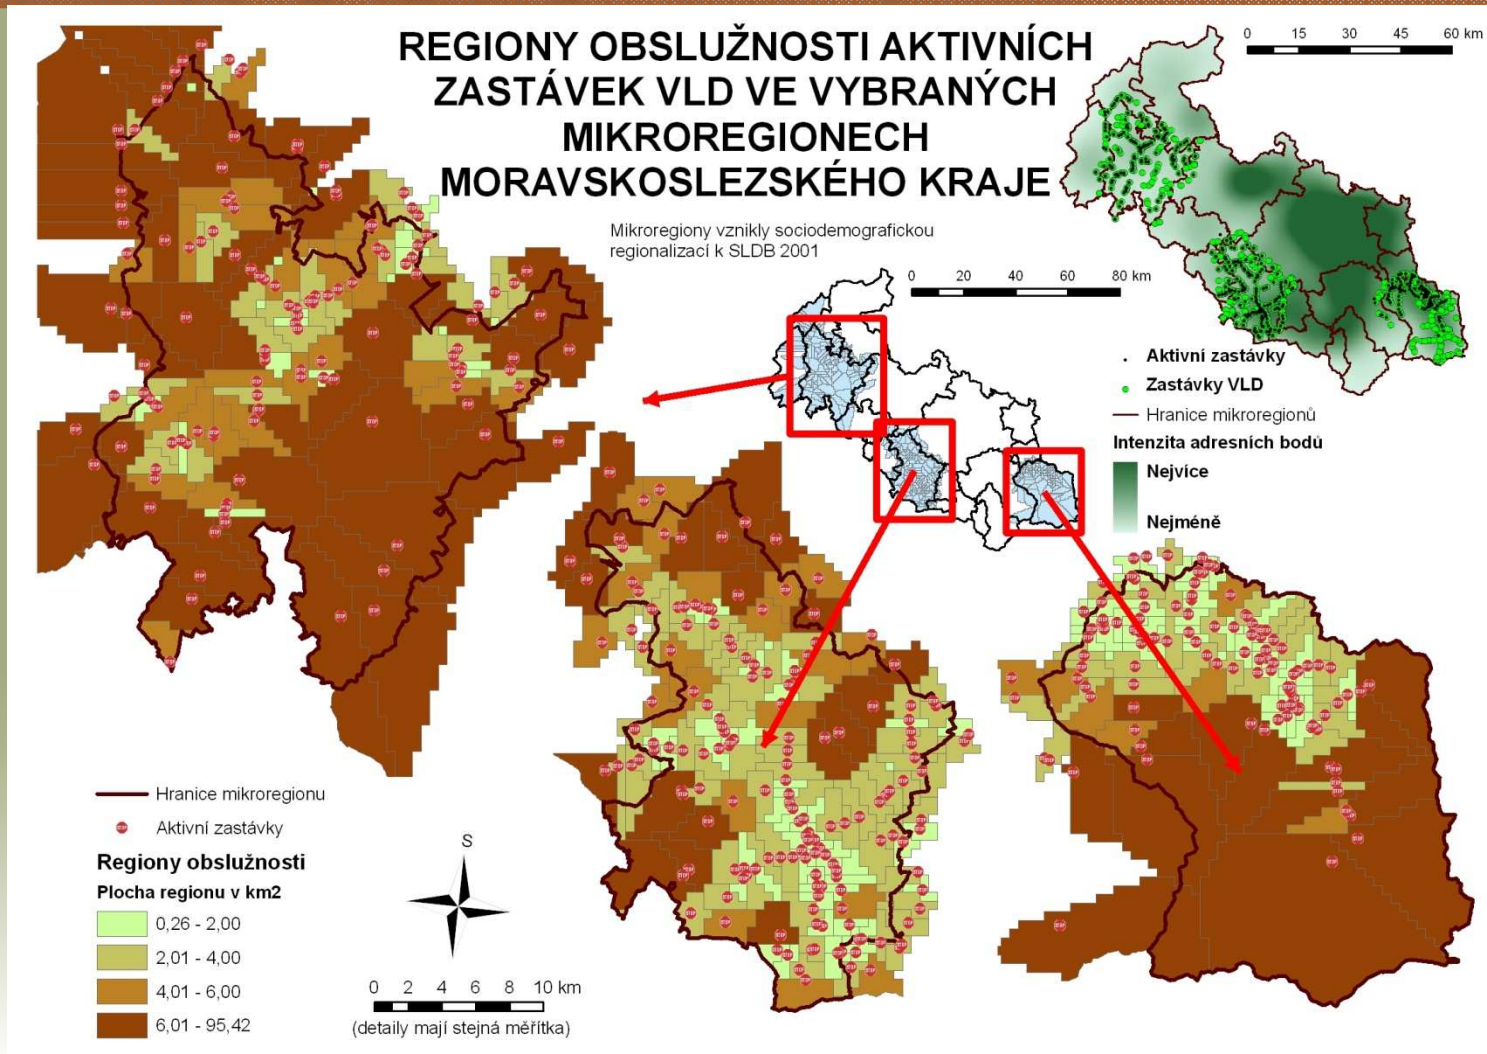 REGIONY OBSLUŽNOSTI AKTIVNÍCH
ZASTÁVEK VLD VE VYBRANÝCH
MIKROREGIONECH
MORAVSKOSLEZSKÉHO KRAJE
Mikroregiony vznikly sociodemografickou
regionalizací k SLDB 2001
0 15 30 45 60 km
0 20 40 60 80 km
Aktivní zastávky
Zastávky VLD
Hranice mikroregionů
Intenzita adresních bodů
Nejvíce
Nejméně
Hranice mikroregionu
Aktivní zastávky
Regiony obslužnosti
Plocha regionu v km2
0,26 - 2,00
2,01 - 4,00
4,01 - 6,00
6,01 - 95,42
S
0 2 4 6 8 10 km
(detaily mají stejná měřítka)